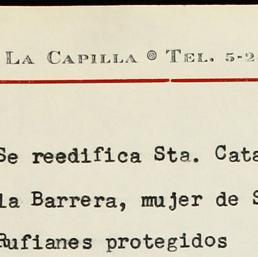 La Capilla ◎ Tel. 5-2
Se reedifica Sta. Cata
la Barrera, mujer de S
Rufianes protegidos